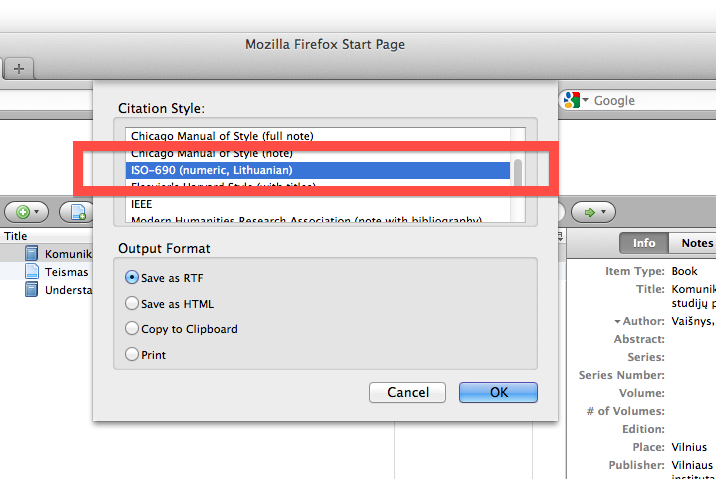 Mozilla Firefox Start Page
Google
Citation Style:
Chicago Manual of Style (full note)
Chicago Manual of Style (note)
ISO-690 (numeric, Lithuanian)
Elsevier's Harvard Style (with titles)
IEEE
Modern Humanities Research Association (note with bibliography)
Output Format
Save as RTF
Save as HTML
Copy to Clipboard
Print
Cancel
OK
Title
Komunik
Teismas
Understa
Info
Notes
Item Type: Book
Title: Komunik
studijų p
Author: Vaišnys,
Abstract:
Series:
Series Number:
Volume:
# of Volumes:
Edition:
Place: Vilnius
Publisher: Vilniaus
instituta